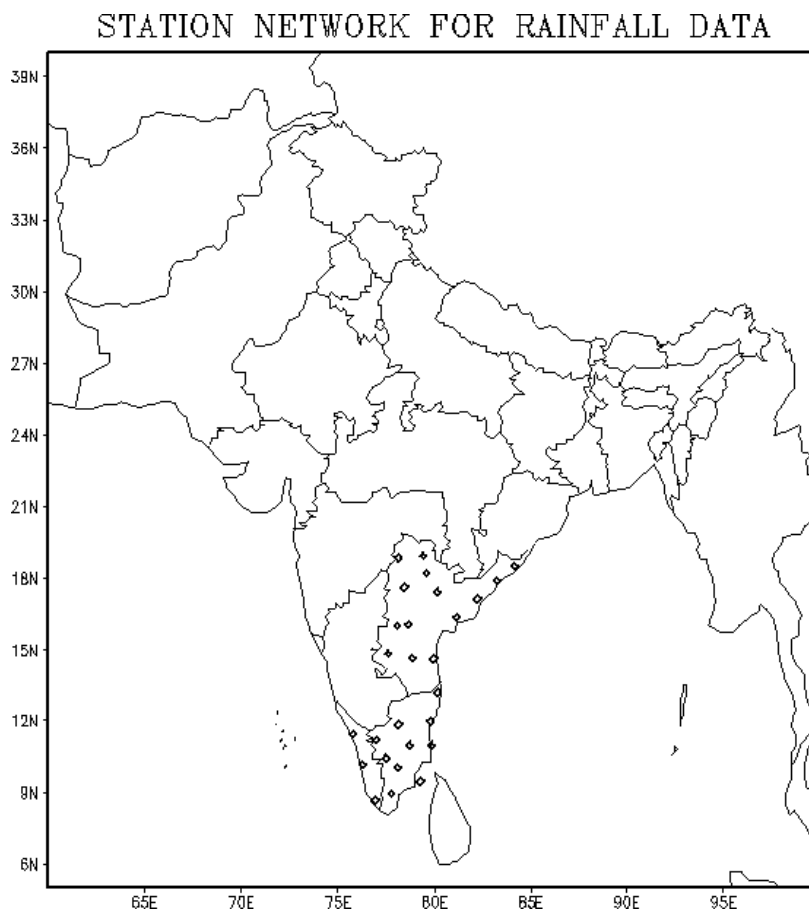 STATION NETWORK FOR RAINFALL DATA
39N
36N
33N
30N
27N
24N
21N
18N
15N
12N
9N
6N
65E 70E 75E 80E 85E 90E 95E